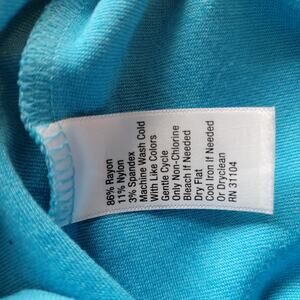 86% Rayon
11% Nylon
3% Spandex
Machine Wash Cold
With Like Colors
Gentle Cycle
Only Non-Chlorine
Bleach If Needed
Dry Flat
Cool Iron If Needed
Or Dryclean
RN 31104